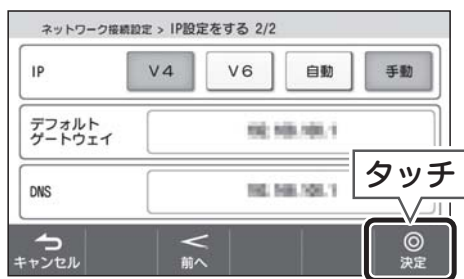 ネットワーク接続設定 > IP設定をする 2/2
IP V4 V6 自動 手動
デフォルト
ゲートウェイ
DNS
タッチ
キャンセル 前へ 決定